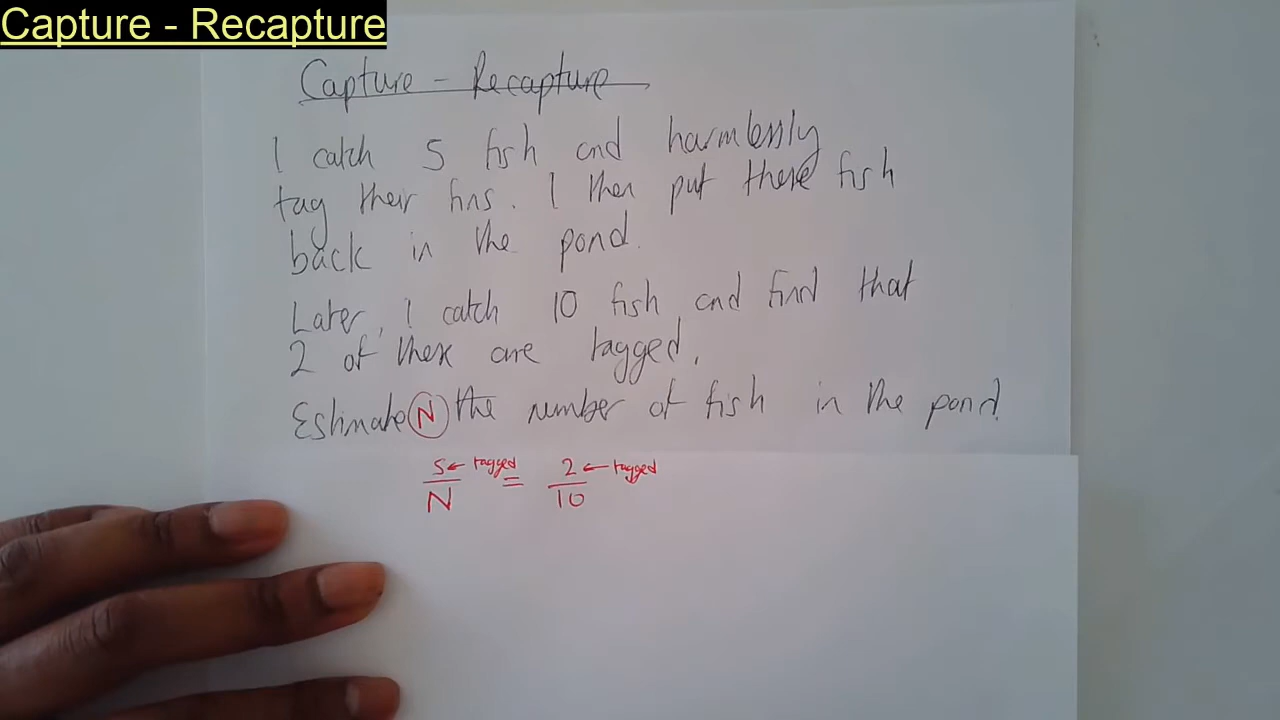 Capture - Recapture
Capture - Recapture
I catch 5 fish and harmlessly
tag their fins. I then put these fish
back in the pond.
Later, I catch 10 fish and find that
2 of these are tagged.
Estimate N the number of fish in the pond.
5 ← tagged = 2 ← tagged
N 10